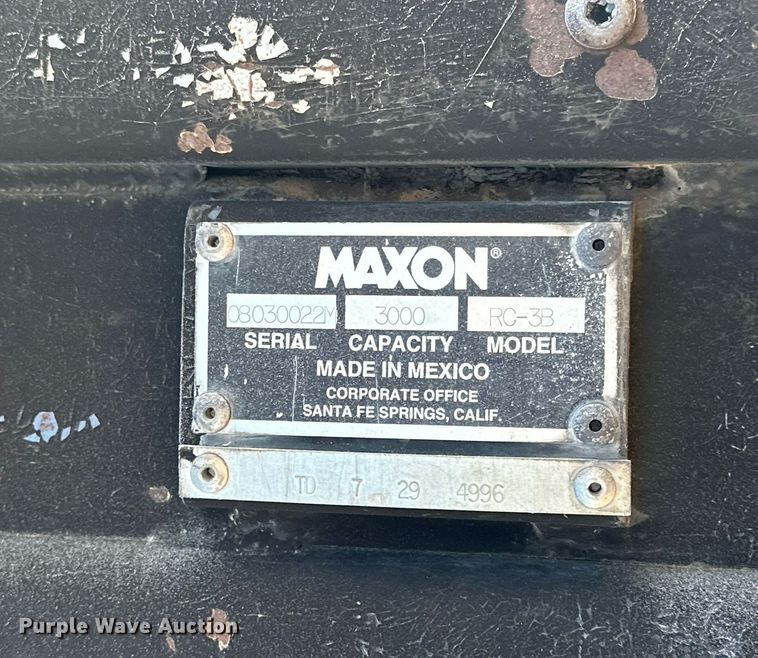 MAXON®
08030022M 3000 RC-3B
SERIAL CAPACITY MODEL
MADE IN MEXICO
CORPORATE OFFICE
SANTA FE SPRINGS, CALIF.
TD 7 29 4996
Purple Wave Auction